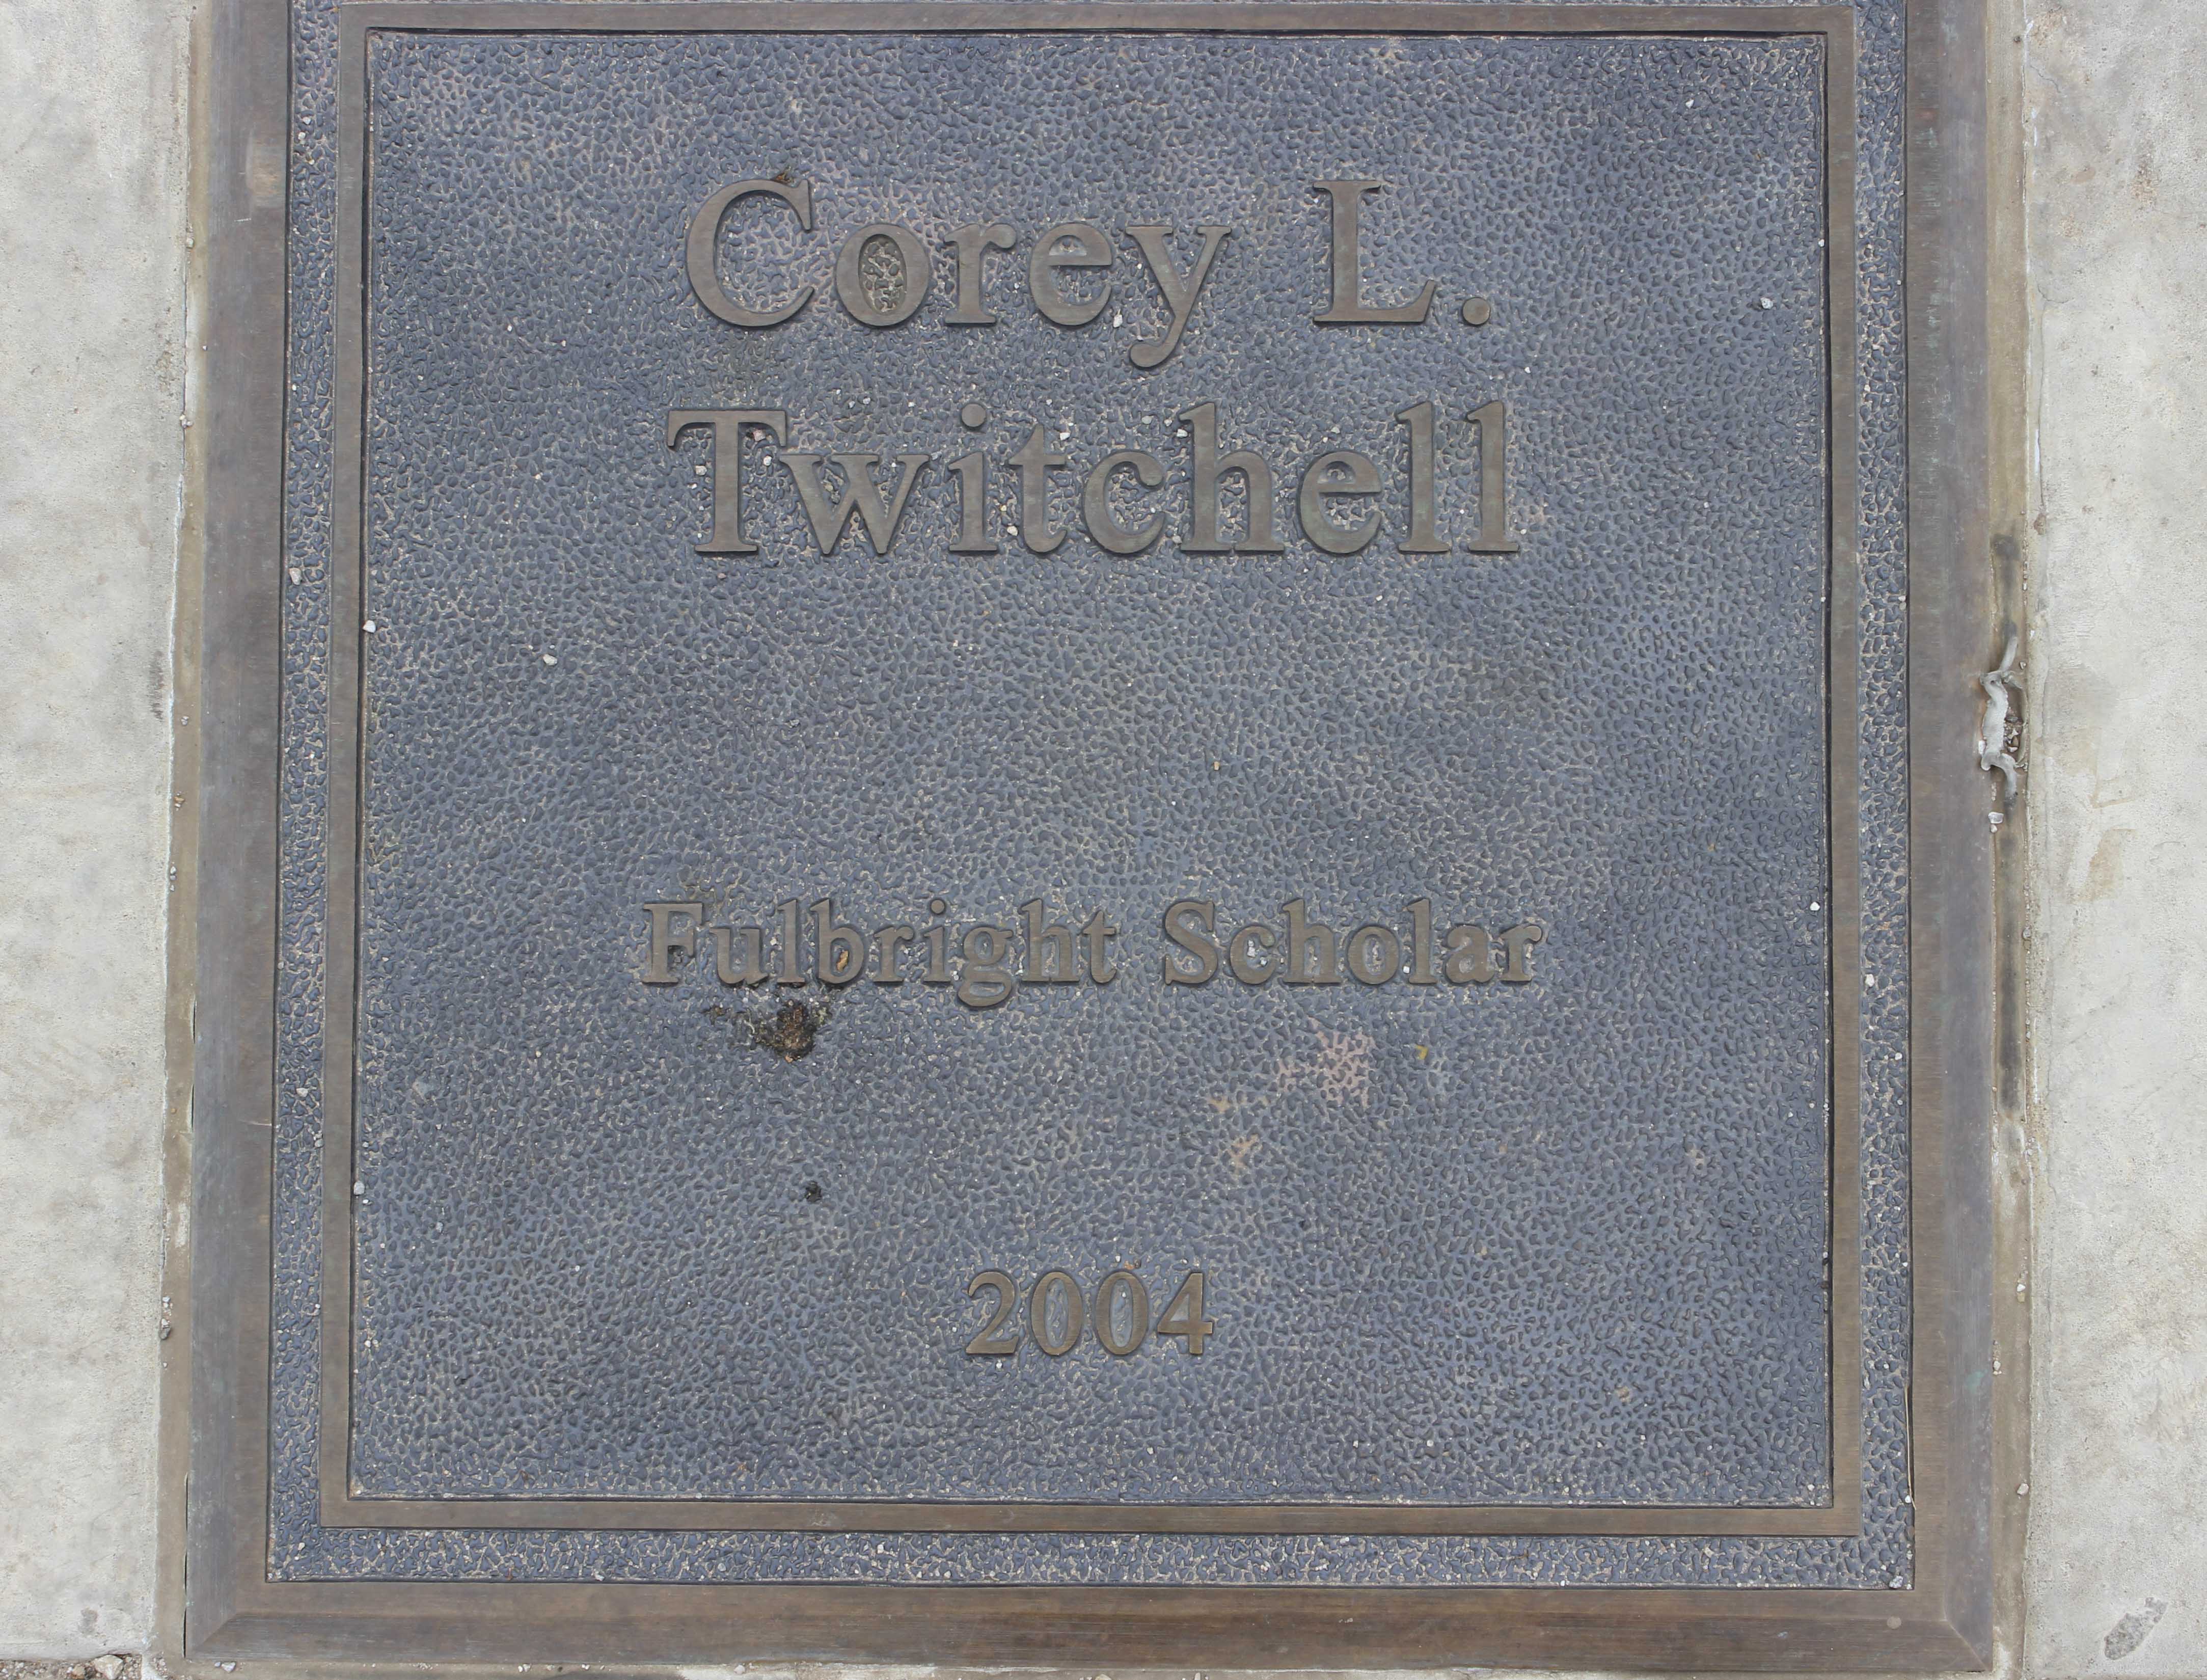 Corey L.
Twitchell
Fulbright Scholar
2004